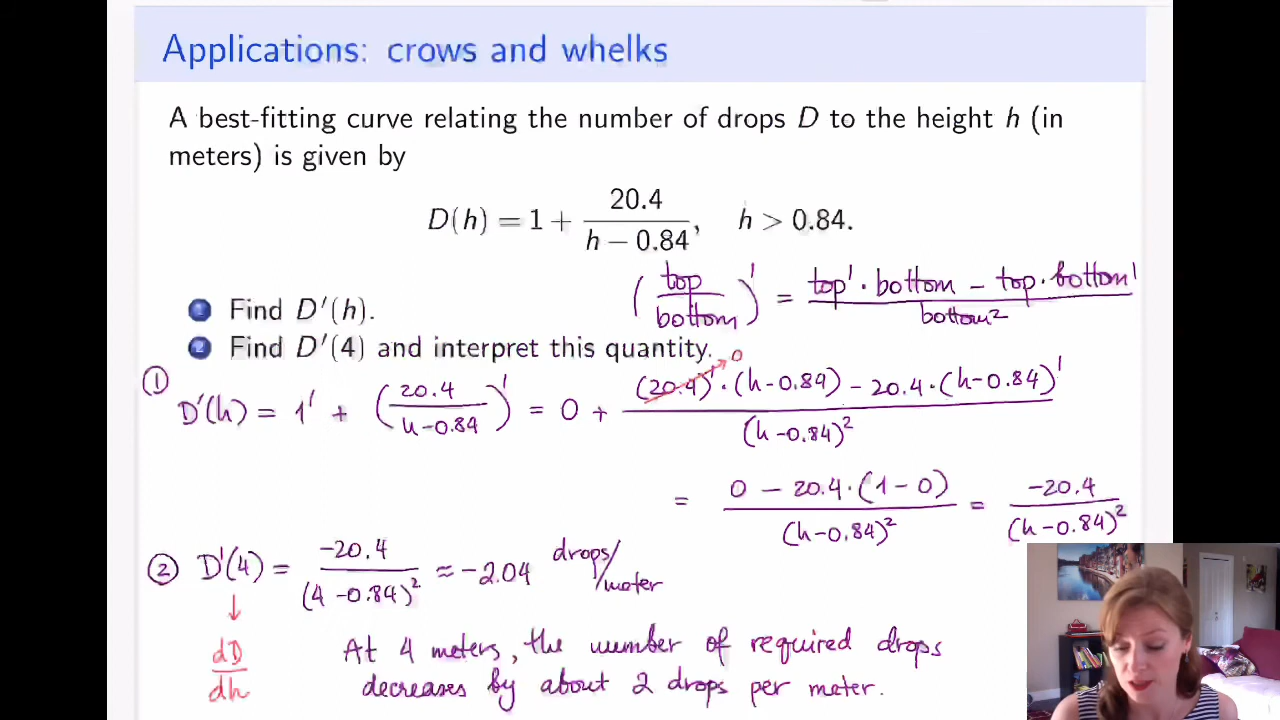 Applications: crows and whelks
A best-fitting curve relating the number of drops D to the height h (in
meters) is given by
D(h) = 1 + 20.4 / (h − 0.84), h > 0.84.
(top / bottom)' = (top' · bottom − top · bottom') / bottom²
1 Find D′(h).
2 Find D′(4) and interpret this quantity.
① D'(h) = 1' + (20.4 / (h−0.84))' = 0 + ((20.4)' · (h−0.84) − 20.4 · (h−0.84)') / (h−0.84)²
0
= (0 − 20.4 · (1 − 0)) / (h−0.84)² = −20.4 / (h−0.84)²
② D'(4) = −20.4 / (4 −0.84)² ≈ −2.04 drops/meter
↓
dD / dh
At 4 meters, the number of required drops
decreases by about 2 drops per meter.